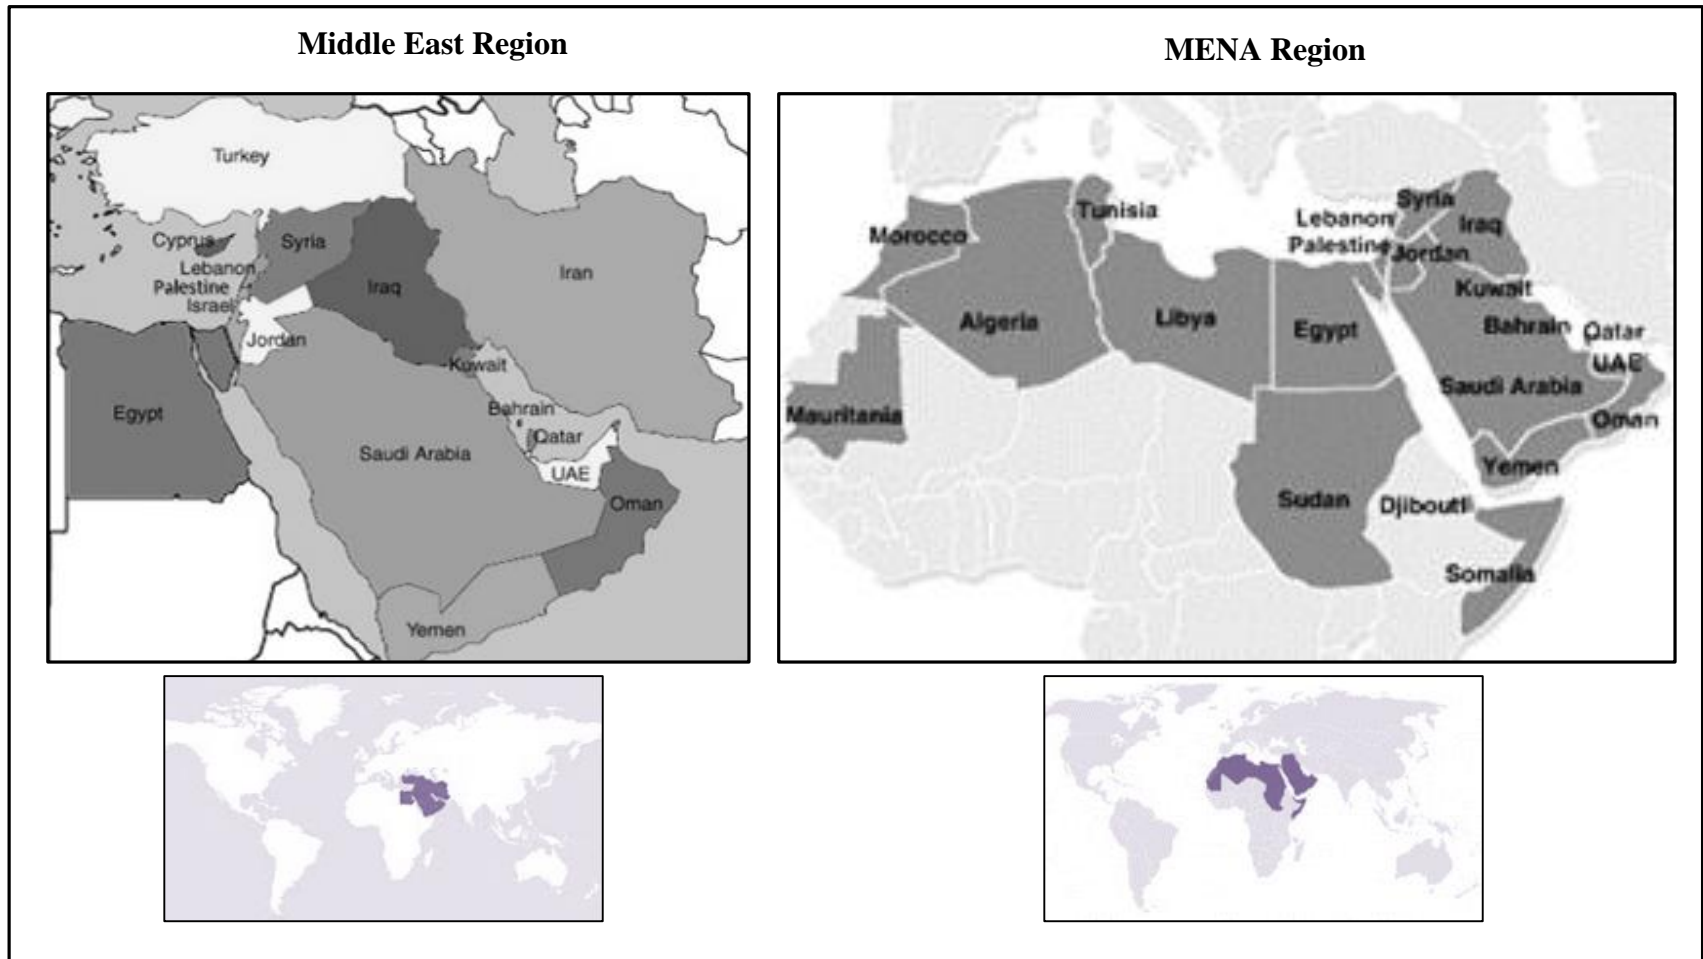 Middle East Region
Turkey
Cyprus
Syria
Lebanon
Palestine
Israel
Iraq
Iran
Jordan
Kuwait
Egypt
Bahrain
Qatar
Saudi Arabia
UAE
Oman
Yemen
MENA Region
Tunisia
Syria
Morocco
Lebanon
Iraq
Palestine
Jordan
Kuwait
Algeria
Libya
Egypt
Bahrain
Qatar
UAE
Saudi Arabia
Mauritania
Oman
Yemen
Sudan
Djibouti
Somalia